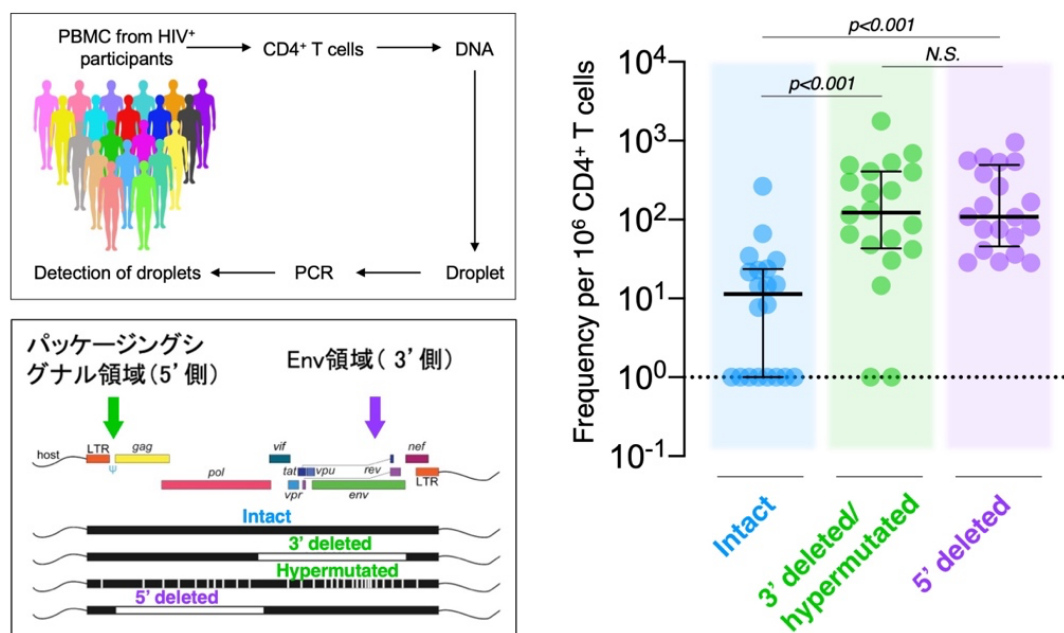 PBMC from HIV⁺
participants
CD4⁺ T cells
DNA
Detection of droplets
PCR
Droplet
パッケージングシ
グナル領域(5’側)
Env領域( 3’側)
host
LTR
gag
vif
nef
ψ
pol
tat
vpu
rev
LTR
vpr
env
Intact
3’ deleted
Hypermutated
5’ deleted
p<0.001
N.S.
p<0.001
Frequency per 10⁶ CD4⁺ T cells
10⁴
10³
10²
10¹
10⁰
10⁻¹
Intact
3’ deleted/
hypermutated
5’ deleted